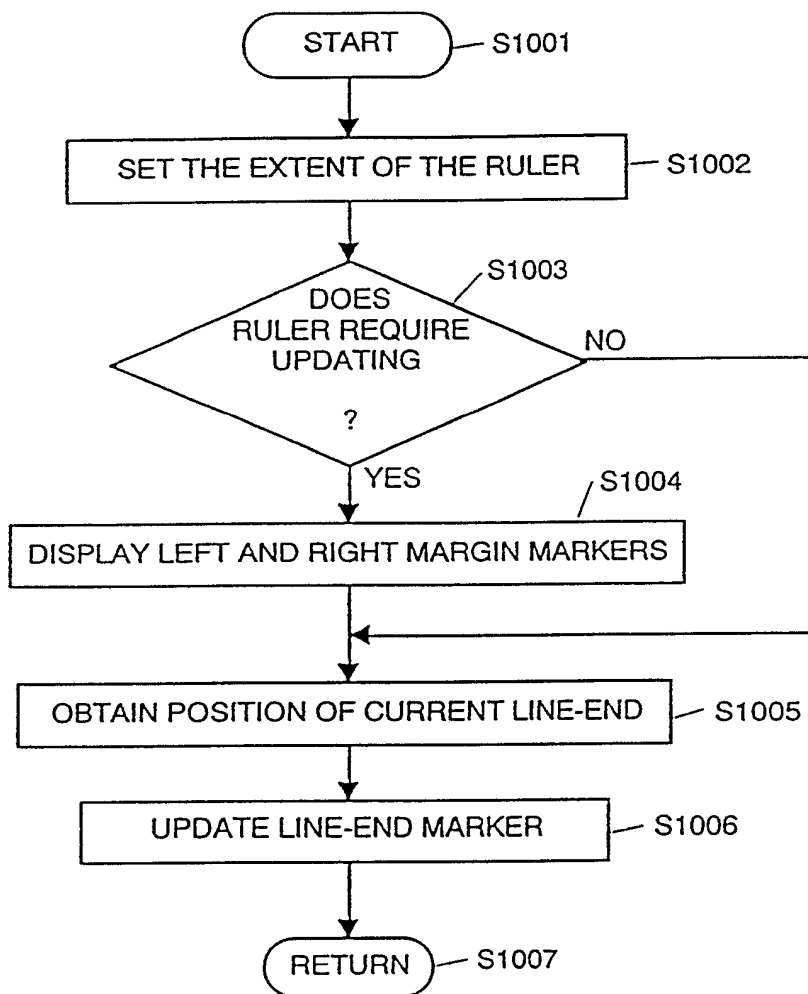 START
S1001
SET THE EXTENT OF THE RULER
S1002
S1003
DOES
RULER REQUIRE
UPDATING
?
NO
YES
S1004
DISPLAY LEFT AND RIGHT MARGIN MARKERS
OBTAIN POSITION OF CURRENT LINE-END
S1005
UPDATE LINE-END MARKER
S1006
RETURN
S1007